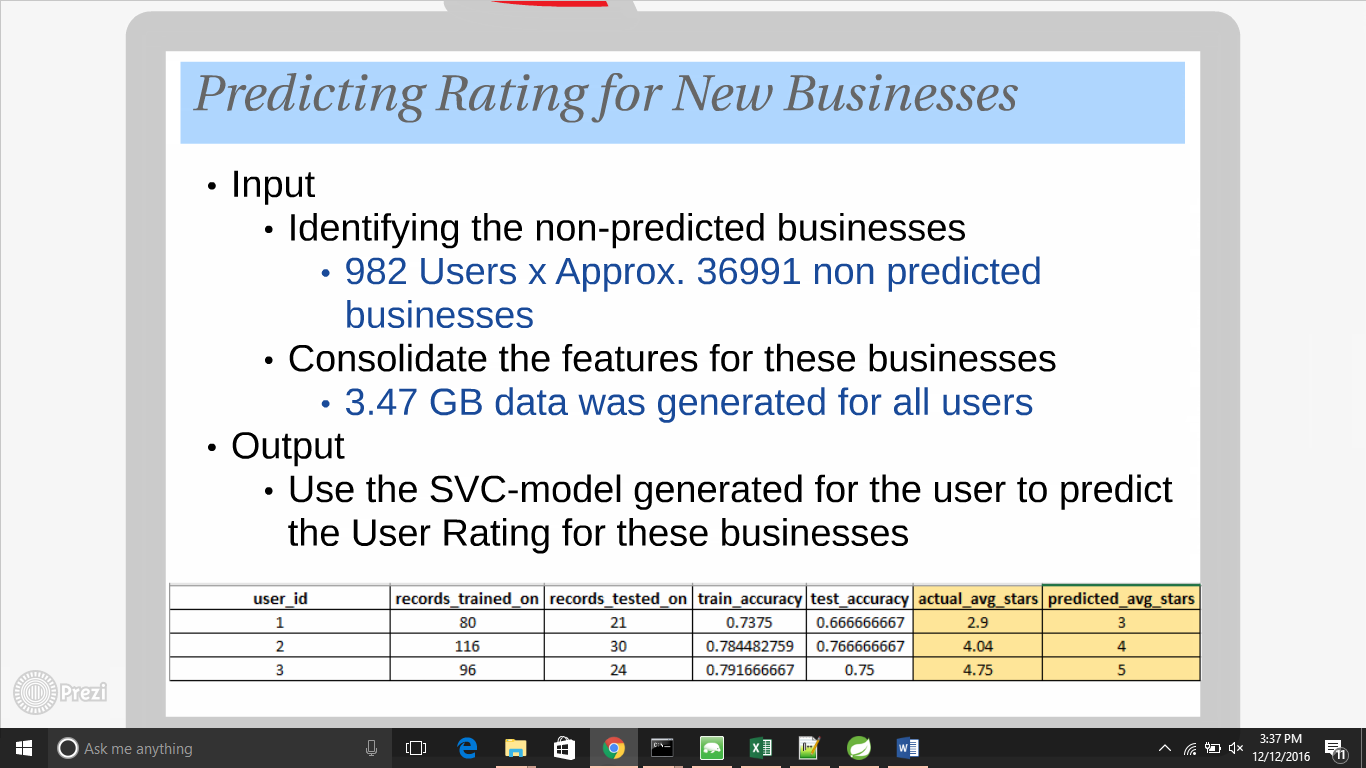 Predicting Rating for New Businesses
• Input
• Identifying the non-predicted businesses
• 982 Users x Approx. 36991 non predicted
businesses
• Consolidate the features for these businesses
• 3.47 GB data was generated for all users
• Output
• Use the SVC-model generated for the user to predict
the User Rating for these businesses
user_id records_trained_on records_tested_on train_accuracy test_accuracy actual_avg_stars predicted_avg_stars
1 80 21 0.7375 0.666666667 2.9 3
2 116 30 0.784482759 0.766666667 4.04 4
3 96 24 0.791666667 0.75 4.75 5
Prezi
Ask me anything
3:37 PM
12/12/2016
11